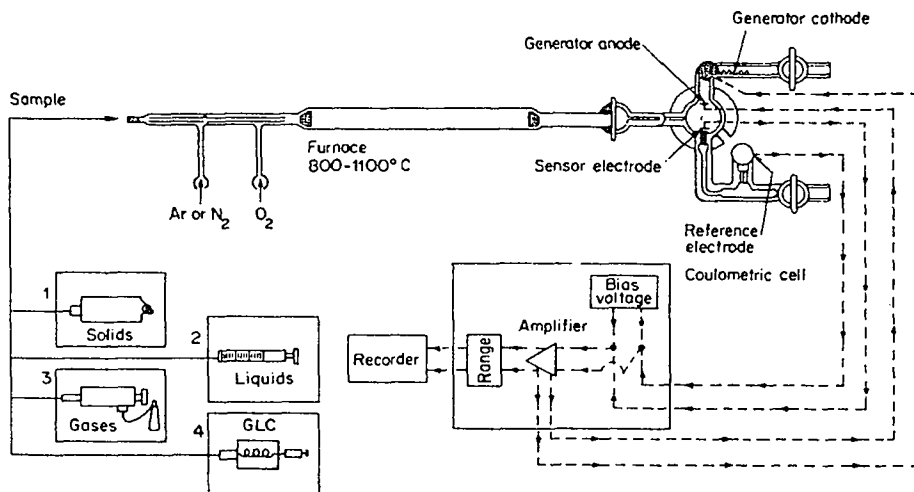 Generator cathode
Generator anode
Sample
Furnace
800-1100° C
Sensor electrode
Ar or N2
O2
Reference
electrode
Coulometric cell
1
Solids
2
Liquids
3
Gases
4
GLC
Bias
voltage
Amplifier
Range
Recorder